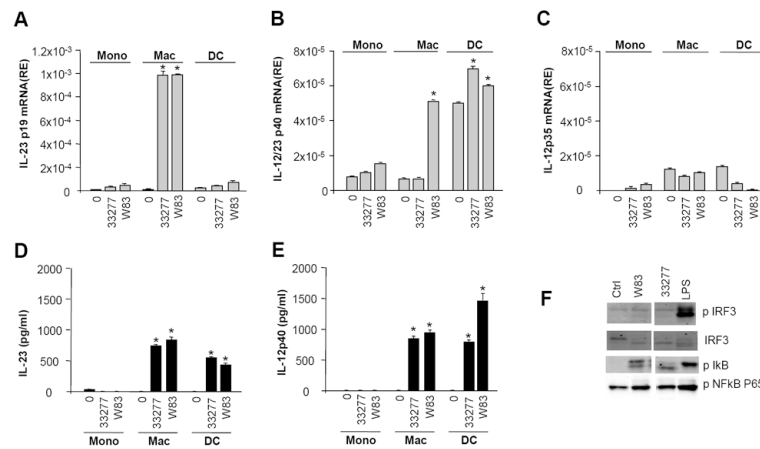 A
IL-23 p19 mRNA(RE)
1.2x10-3
1x10-3
8x10-4
6x10-4
4x10-4
2x10-4
0
Mono Mac DC
* *
0 33277 W83 0 33277 W83 0 33277 W83
B
IL-12/23 p40 mRNA(RE)
8x10-5
6x10-5
4x10-5
2x10-5
0
Mono Mac DC
* * *
0 33277 W83 0 33277 W83 0 33277 W83
C
IL-12p35 mRNA(RE)
8x10-5
6x10-5
4x10-5
2x10-5
0
Mono Mac DC
0 33277 W83 0 33277 W83 0 33277 W83
D
IL-23 (pg/ml)
2000
1500
1000
500
0
* * * *
0 33277 W83 0 33277 W83 0 33277 W83
Mono Mac DC
E
IL-12p40 (pg/ml)
2000
1500
1000
500
0
* * * *
0 33277 W83 0 33277 W83 0 33277 W83
Mono Mac DC
F
Ctrl W83 33277 LPS
p IRF3
IRF3
p IkB
p NFkB P65